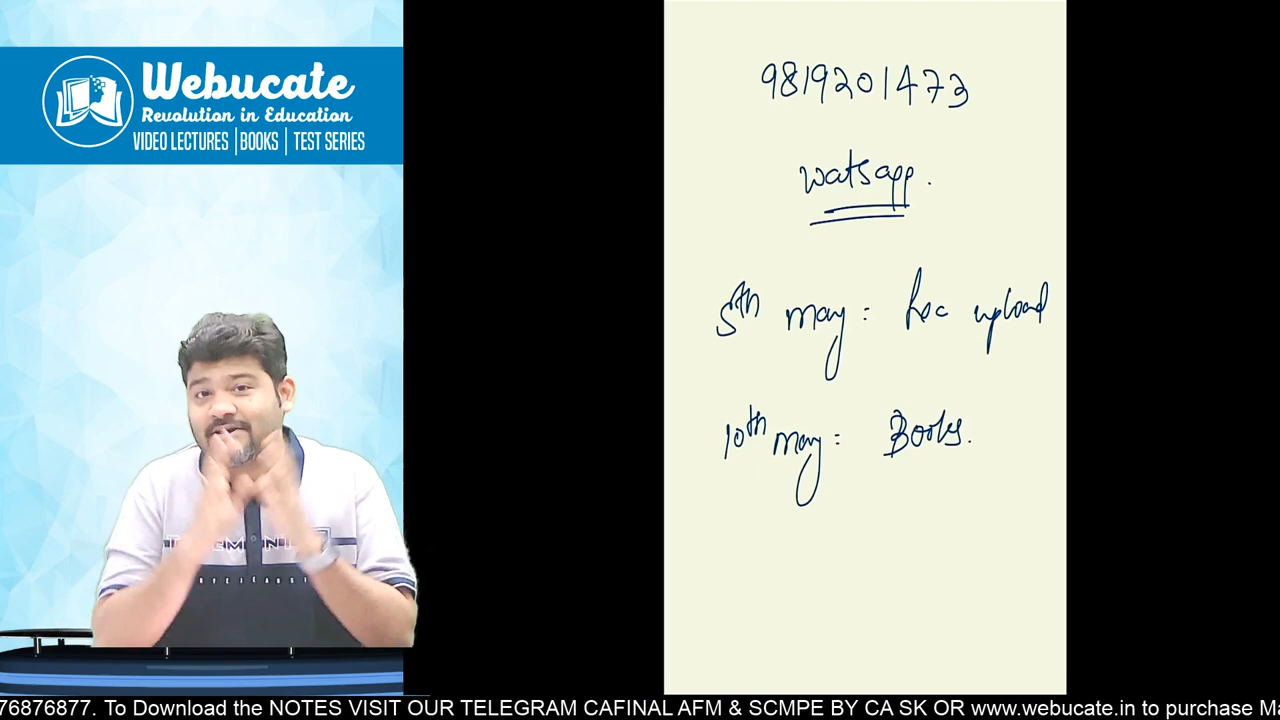 Webucate
Revolution in Education
VIDEO LECTURES | BOOKS | TEST SERIES
9819201473
watsapp.
5th may: Lec upload
10th may: Books.
76876877. To Download the NOTES VISIT OUR TELEGRAM CAFINAL AFM & SCMPE BY CA SK OR www.webucate.in to purchase Ma